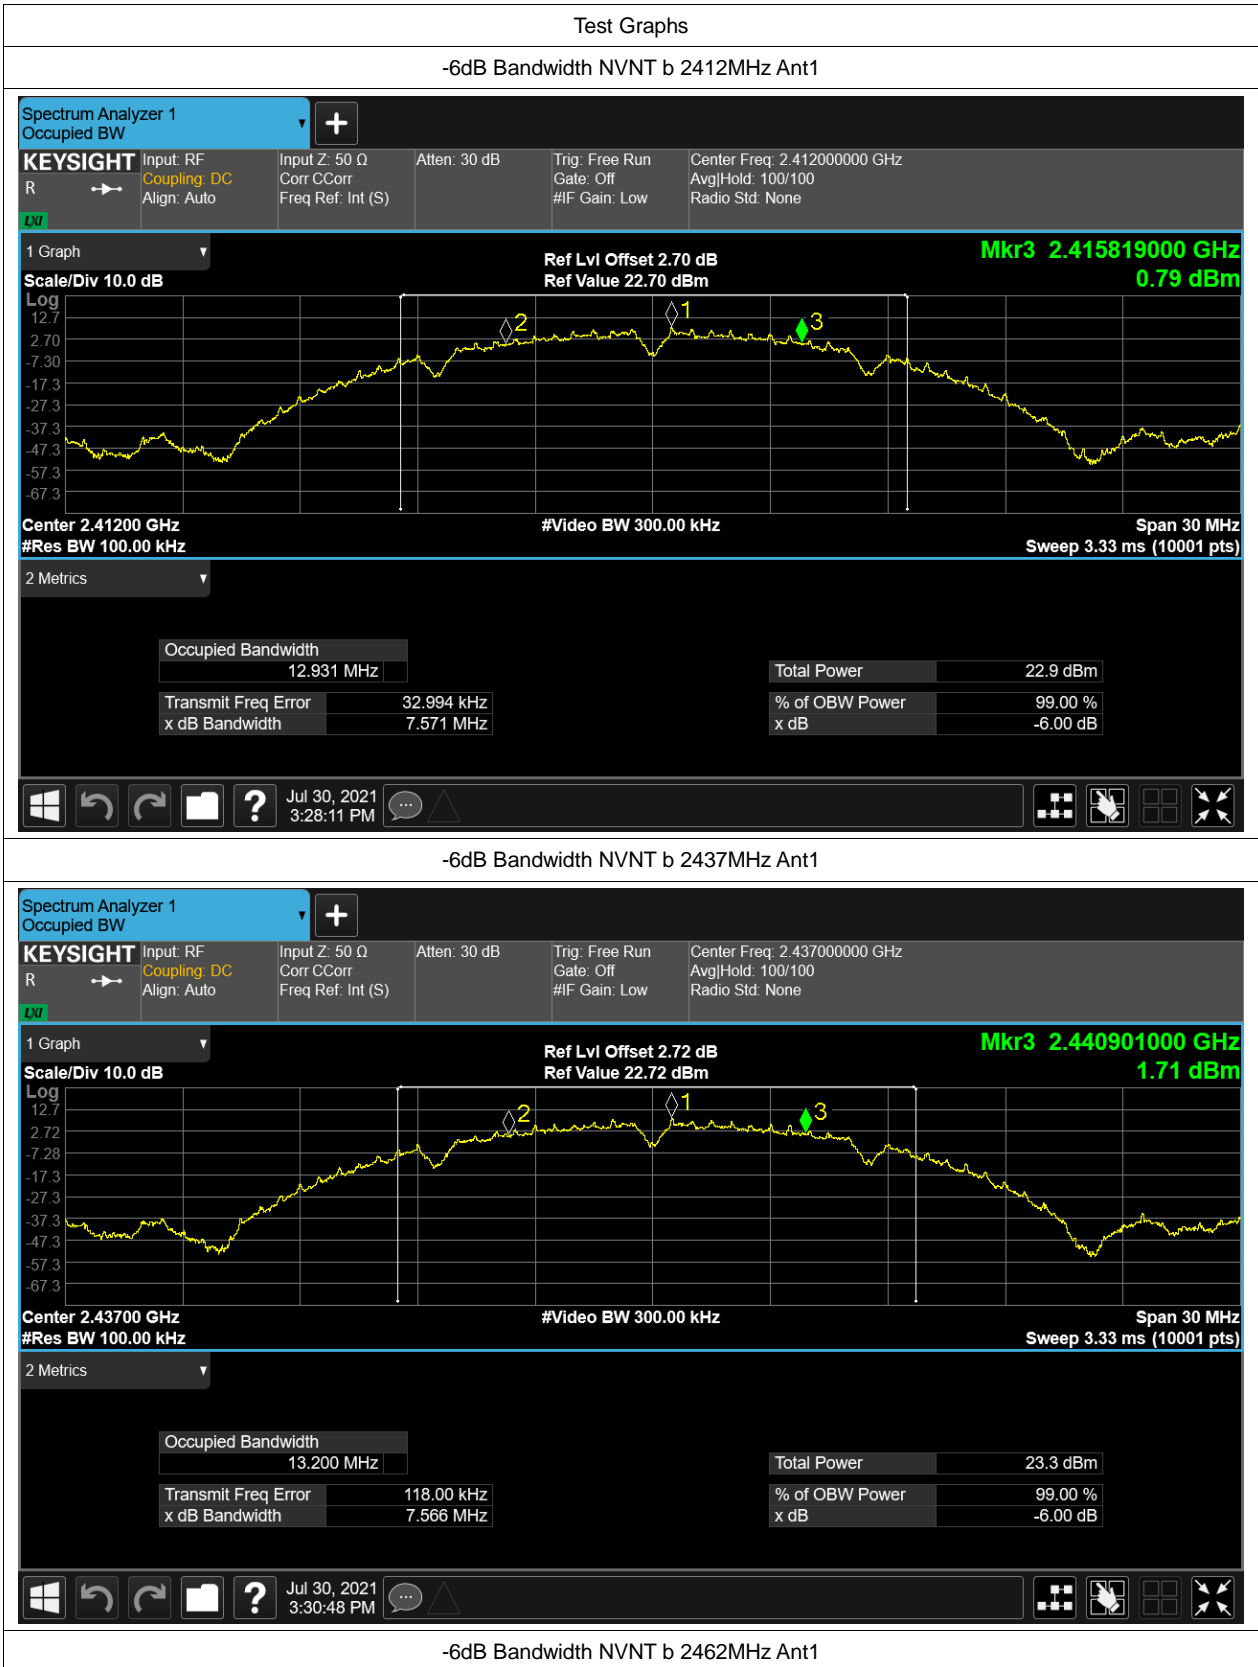 Test Graphs
-6dB Bandwidth NVNT b 2412MHz Ant1
Spectrum Analyzer 1
Occupied BW
KEYSIGHT
R
LXI
Input: RF
Coupling: DC
Align: Auto
Input Z: 50 Ω
Corr CCorr
Freq Ref: Int (S)
Atten: 30 dB
Trig: Free Run
Gate: Off
#IF Gain: Low
Center Freq: 2.412000000 GHz
Avg|Hold: 100/100
Radio Std: None
1 Graph
Scale/Div 10.0 dB
Ref Lvl Offset 2.70 dB
Ref Value 22.70 dBm
Mkr3 2.415819000 GHz
0.79 dBm
Log
12.7
2.70
-7.30
-17.3
-27.3
-37.3
-47.3
-57.3
-67.3
2
1
3
Center 2.41200 GHz
#Res BW 100.00 kHz
#Video BW 300.00 kHz
Span 30 MHz
Sweep 3.33 ms (10001 pts)
2 Metrics
Occupied Bandwidth
12.931 MHz
Transmit Freq Error 32.994 kHz
x dB Bandwidth 7.571 MHz
Total Power 22.9 dBm
% of OBW Power 99.00 %
x dB -6.00 dB
?
Jul 30, 2021
3:28:11 PM
-6dB Bandwidth NVNT b 2437MHz Ant1
Spectrum Analyzer 1
Occupied BW
KEYSIGHT
R
LXI
Input: RF
Coupling: DC
Align: Auto
Input Z: 50 Ω
Corr CCorr
Freq Ref: Int (S)
Atten: 30 dB
Trig: Free Run
Gate: Off
#IF Gain: Low
Center Freq: 2.437000000 GHz
Avg|Hold: 100/100
Radio Std: None
1 Graph
Scale/Div 10.0 dB
Ref Lvl Offset 2.72 dB
Ref Value 22.72 dBm
Mkr3 2.440901000 GHz
1.71 dBm
Log
12.7
2.72
-7.28
-17.3
-27.3
-37.3
-47.3
-57.3
-67.3
2
1
3
Center 2.43700 GHz
#Res BW 100.00 kHz
#Video BW 300.00 kHz
Span 30 MHz
Sweep 3.33 ms (10001 pts)
2 Metrics
Occupied Bandwidth
13.200 MHz
Transmit Freq Error 118.00 kHz
x dB Bandwidth 7.566 MHz
Total Power 23.3 dBm
% of OBW Power 99.00 %
x dB -6.00 dB
?
Jul 30, 2021
3:30:48 PM
-6dB Bandwidth NVNT b 2462MHz Ant1